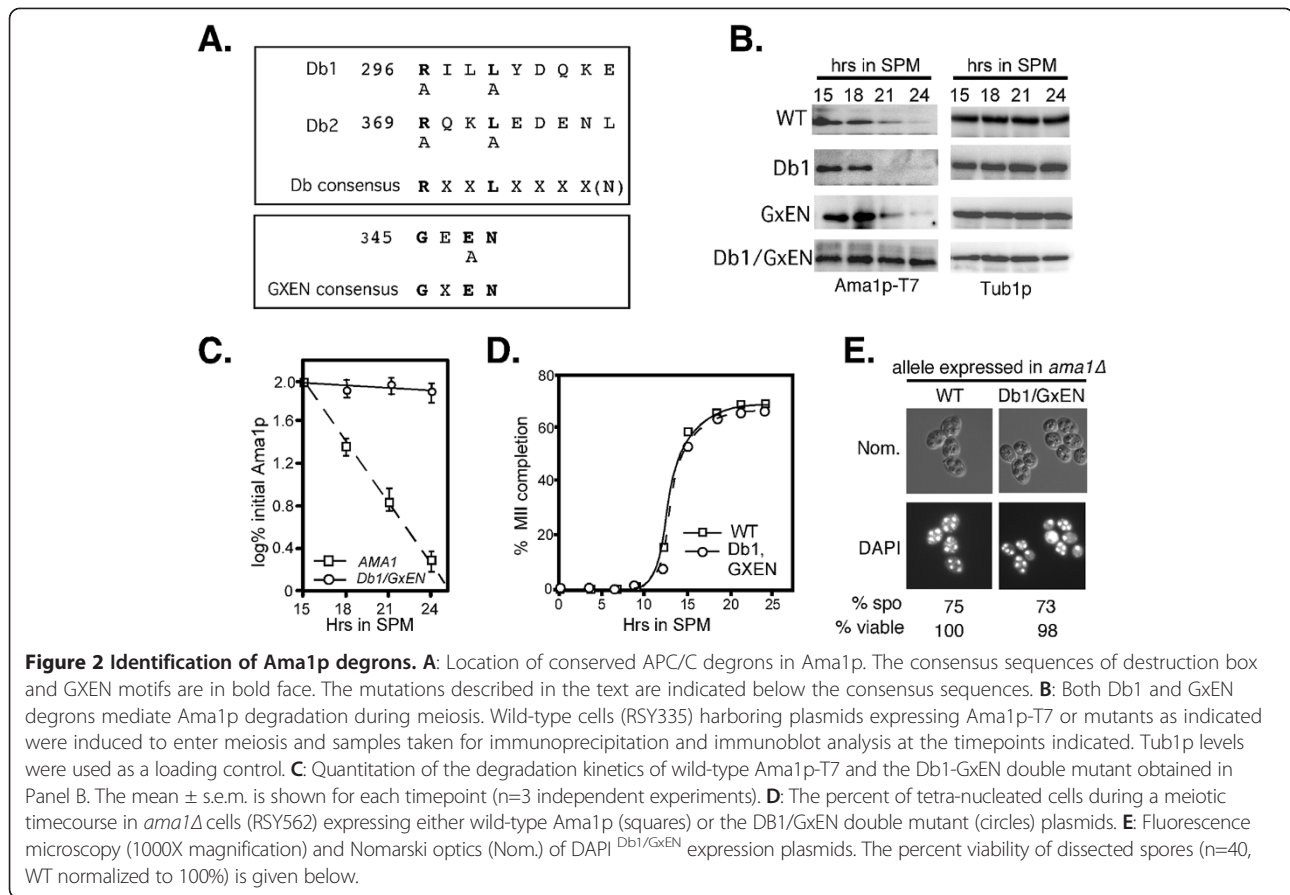 A.
Db1 296 R I L L Y D Q K E
A A
Db2 369 R Q K L E D E N L
A A
Db consensus R X X L X X X X (N)
345 G E E N
A
GXEN consensus G X E N
B.
hrs in SPM hrs in SPM
15 18 21 24 15 18 21 24
WT
Db1
GxEN
Db1/GxEN
Ama1p-T7 Tub1p
C.
log% initial Ama1p
2.0
1.6
1.2
0.8
0.4
0
AMA1
Db1/GxEN
15 18 21 24
Hrs in SPM
D.
% MII completion
80
60
40
20
0
WT
Db1,
GXEN
0 5 10 15 20 25
Hrs in SPM
E.
allele expressed in ama1Δ
WT Db1/GxEN
Nom.
DAPI
% spo 75 73
% viable 100 98
Figure 2 Identification of Ama1p degrons. A: Location of conserved APC/C degrons in Ama1p. The consensus sequences of destruction box
and GXEN motifs are in bold face. The mutations described in the text are indicated below the consensus sequences. B: Both Db1 and GxEN
degrons mediate Ama1p degradation during meiosis. Wild-type cells (RSY335) harboring plasmids expressing Ama1p-T7 or mutants as indicated
were induced to enter meiosis and samples taken for immunoprecipitation and immunoblot analysis at the timepoints indicated. Tub1p levels
were used as a loading control. C: Quantitation of the degradation kinetics of wild-type Ama1p-T7 and the Db1-GxEN double mutant obtained in
Panel B. The mean ± s.e.m. is shown for each timepoint (n=3 independent experiments). D: The percent of tetra-nucleated cells during a meiotic
timecourse in ama1Δ cells (RSY562) expressing either wild-type Ama1p (squares) or the DB1/GxEN double mutant (circles) plasmids. E: Fluorescence
microscopy (1000X magnification) and Nomarski optics (Nom.) of DAPI Db1/GxEN expression plasmids. The percent viability of dissected spores (n=40,
WT normalized to 100%) is given below.